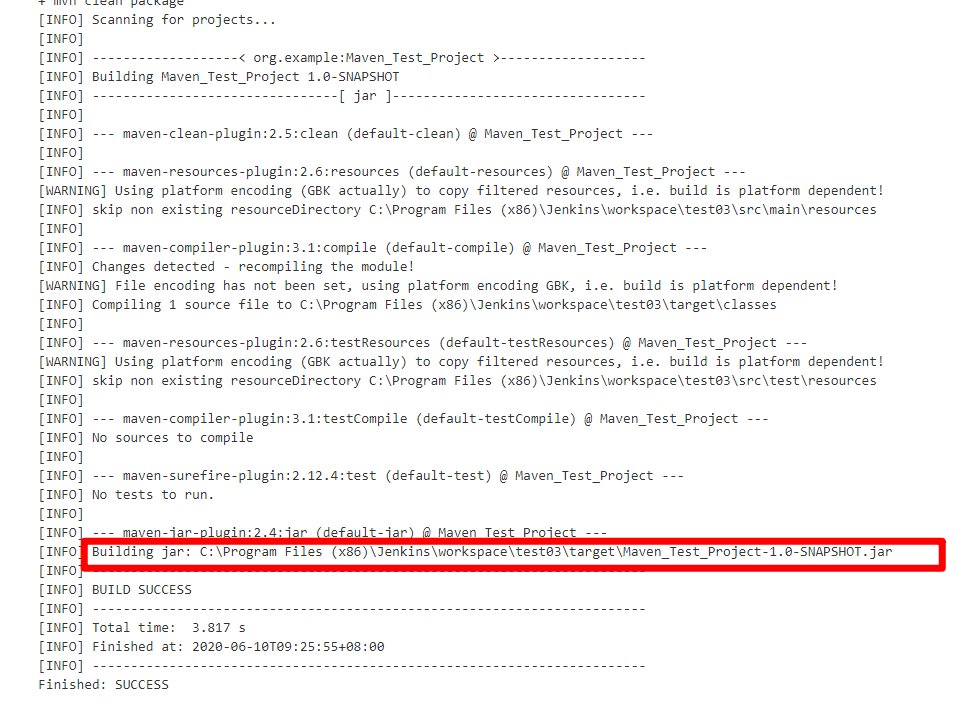 + mvn clean package
[INFO] Scanning for projects...
[INFO]
[INFO] -------------------< org.example:Maven_Test_Project >-------------------
[INFO] Building Maven_Test_Project 1.0-SNAPSHOT
[INFO] --------------------------------[ jar ]---------------------------------
[INFO]
[INFO] --- maven-clean-plugin:2.5:clean (default-clean) @ Maven_Test_Project ---
[INFO]
[INFO] --- maven-resources-plugin:2.6:resources (default-resources) @ Maven_Test_Project ---
[WARNING] Using platform encoding (GBK actually) to copy filtered resources, i.e. build is platform dependent!
[INFO] skip non existing resourceDirectory C:\Program Files (x86)\Jenkins\workspace\test03\src\main\resources
[INFO]
[INFO] --- maven-compiler-plugin:3.1:compile (default-compile) @ Maven_Test_Project ---
[INFO] Changes detected - recompiling the module!
[WARNING] File encoding has not been set, using platform encoding GBK, i.e. build is platform dependent!
[INFO] Compiling 1 source file to C:\Program Files (x86)\Jenkins\workspace\test03\target\classes
[INFO]
[INFO] --- maven-resources-plugin:2.6:testResources (default-testResources) @ Maven_Test_Project ---
[WARNING] Using platform encoding (GBK actually) to copy filtered resources, i.e. build is platform dependent!
[INFO] skip non existing resourceDirectory C:\Program Files (x86)\Jenkins\workspace\test03\src\test\resources
[INFO]
[INFO] --- maven-compiler-plugin:3.1:testCompile (default-testCompile) @ Maven_Test_Project ---
[INFO] No sources to compile
[INFO]
[INFO] --- maven-surefire-plugin:2.12.4:test (default-test) @ Maven_Test_Project ---
[INFO] No tests to run.
[INFO]
[INFO] --- maven-jar-plugin:2.4:jar (default-jar) @ Maven_Test_Project ---
[INFO] Building jar: C:\Program Files (x86)\Jenkins\workspace\test03\target\Maven_Test_Project-1.0-SNAPSHOT.jar
[INFO] ------------------------------------------------------------------------
[INFO] BUILD SUCCESS
[INFO] ------------------------------------------------------------------------
[INFO] Total time:  3.817 s
[INFO] Finished at: 2020-06-10T09:25:55+08:00
[INFO] ------------------------------------------------------------------------
Finished: SUCCESS